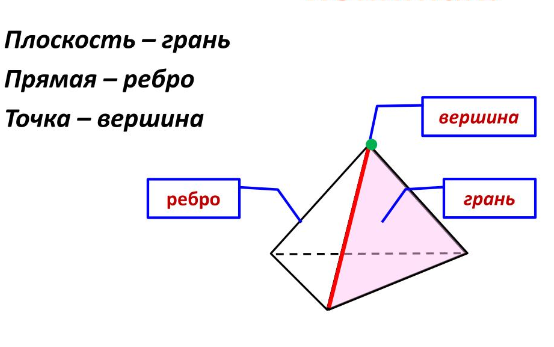 Плоскость – грань
Прямая – ребро
Точка – вершина
вершина
ребро
грань